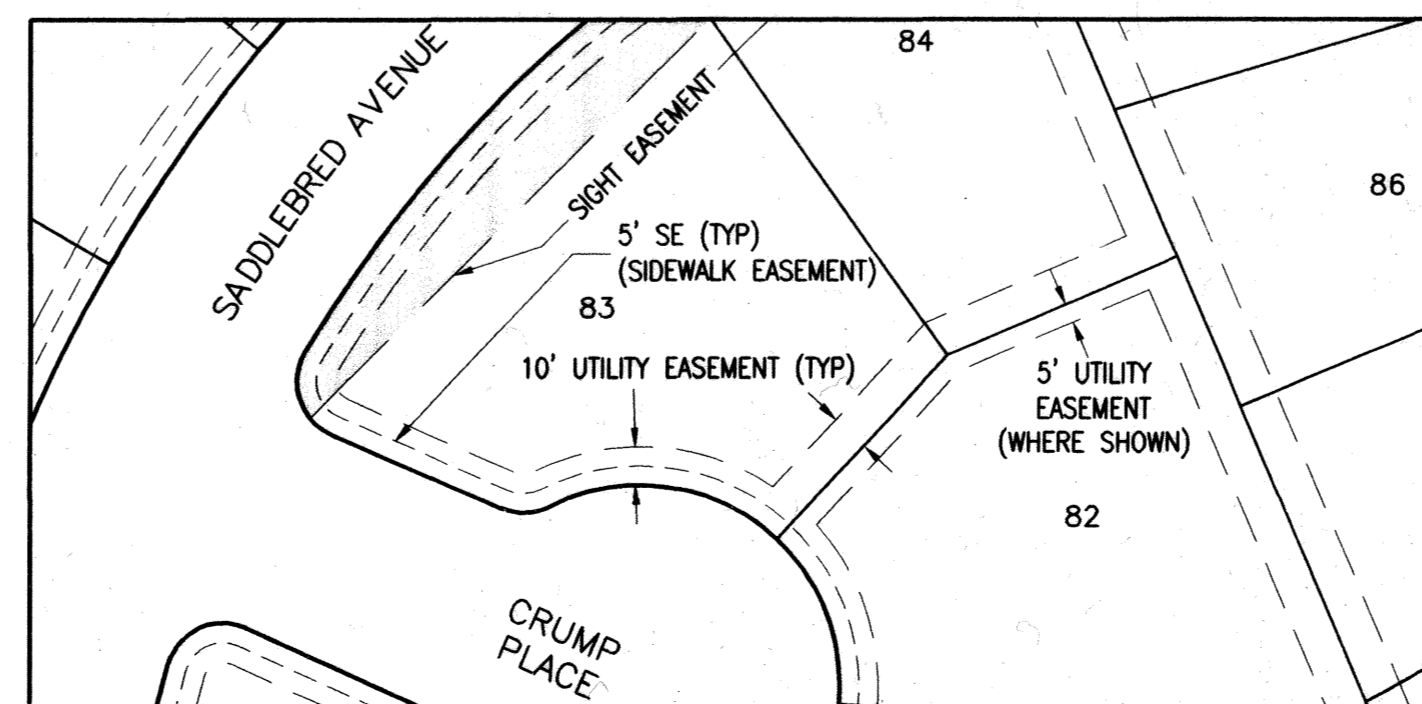 84
SADDLEBRED AVENUE
SIGHT EASEMENT
86
5' SE (TYP)
(SIDEWALK EASEMENT)
83
10' UTILITY EASEMENT (TYP)
5' UTILITY
EASEMENT
(WHERE SHOWN)
82
CRUMP
PLACE